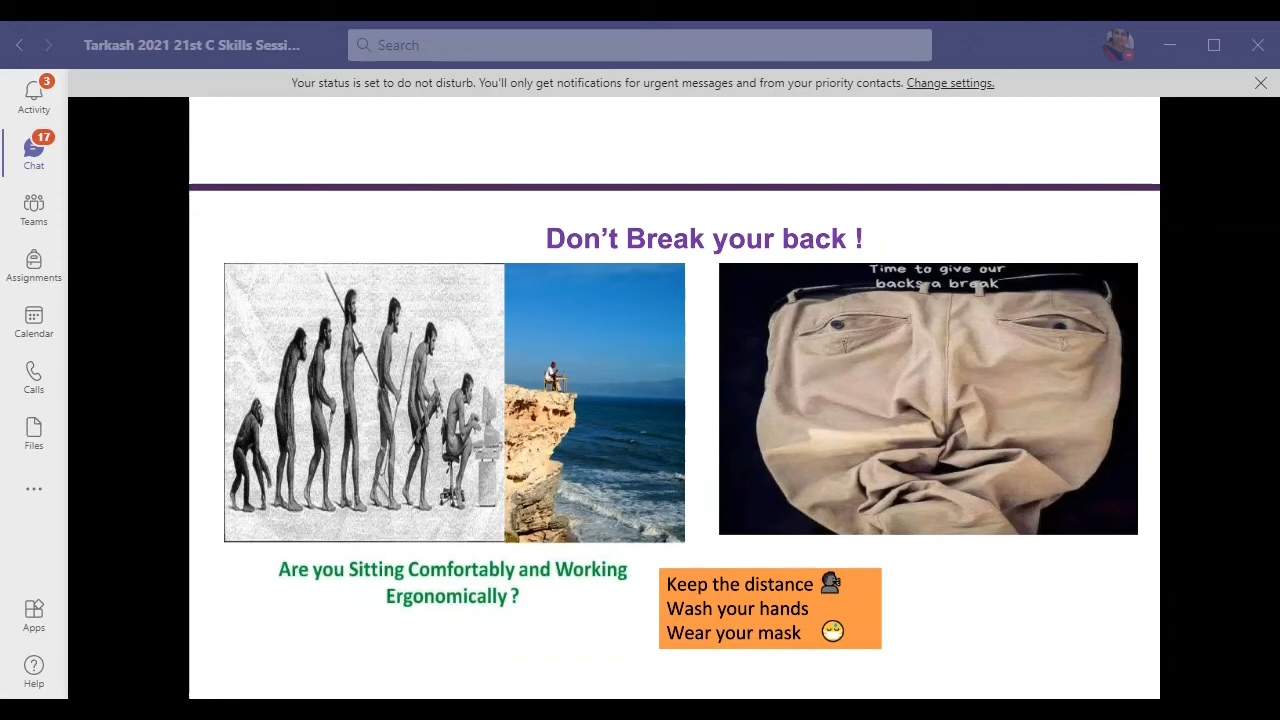 Tarkash 2021 21st C Skills Sessi...
Search
Your status is set to do not disturb. You'll only get notifications for urgent messages and from your priority contacts. Change settings.
3
Activity
17
Chat
Teams
Assignments
Calendar
Calls
Files
Apps
Help
Don't Break your back !
Time to give our
backs a break
Are you Sitting Comfortably and Working
Ergonomically ?
Keep the distance
Wash your hands
Wear your mask